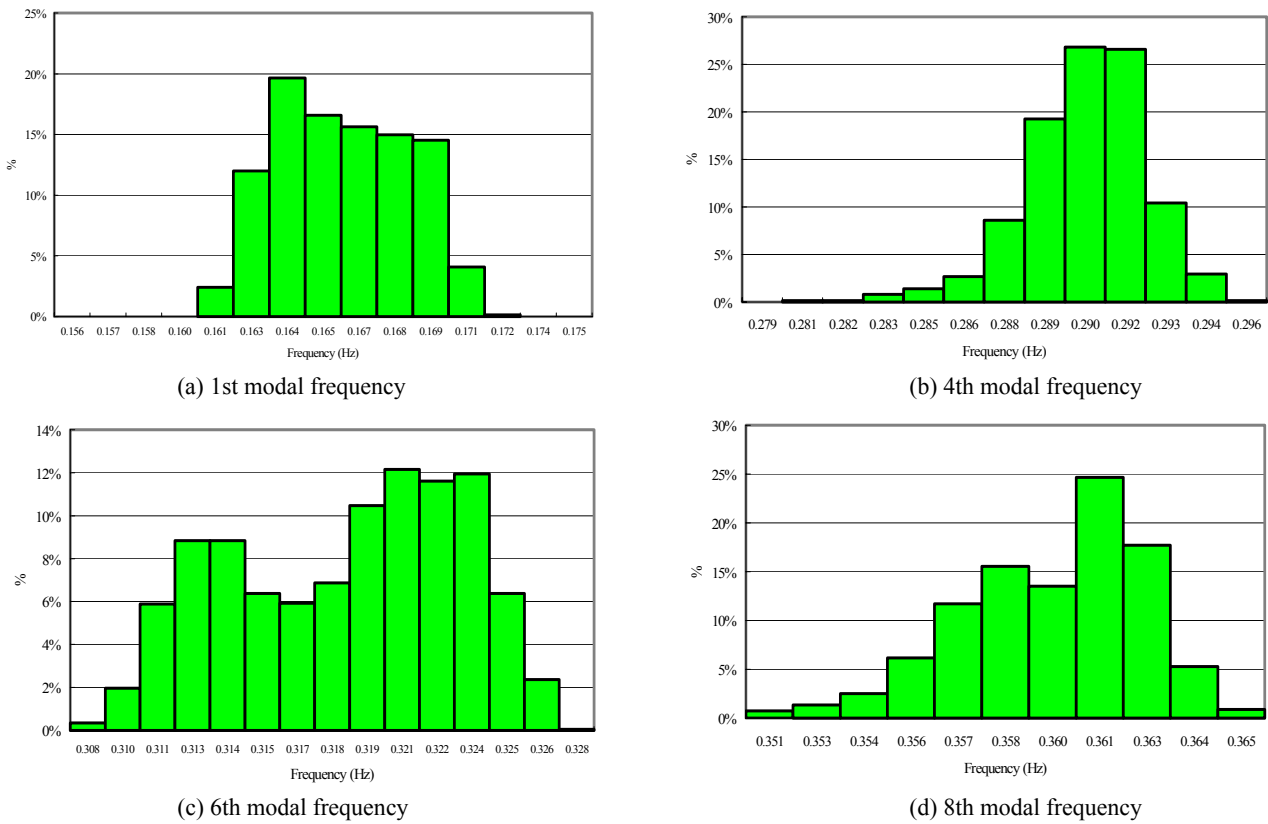 25%
20%
15%
10%
5%
0%
%
0.156 0.157 0.158 0.160 0.161 0.163 0.164 0.165 0.167 0.168 0.169 0.171 0.172 0.174 0.175
Frequency (Hz)
(a) 1st modal frequency
30%
25%
20%
15%
10%
5%
0%
%
0.279 0.281 0.282 0.283 0.285 0.286 0.288 0.289 0.290 0.292 0.293 0.294 0.296
Frequency (Hz)
(b) 4th modal frequency
14%
12%
10%
8%
6%
4%
2%
0%
%
0.308 0.310 0.311 0.313 0.314 0.315 0.317 0.318 0.319 0.321 0.322 0.324 0.325 0.326 0.328
Frequency (Hz)
(c) 6th modal frequency
30%
25%
20%
15%
10%
5%
0%
%
0.351 0.353 0.354 0.356 0.357 0.358 0.360 0.361 0.363 0.364 0.365
Frequency (Hz)
(d) 8th modal frequency